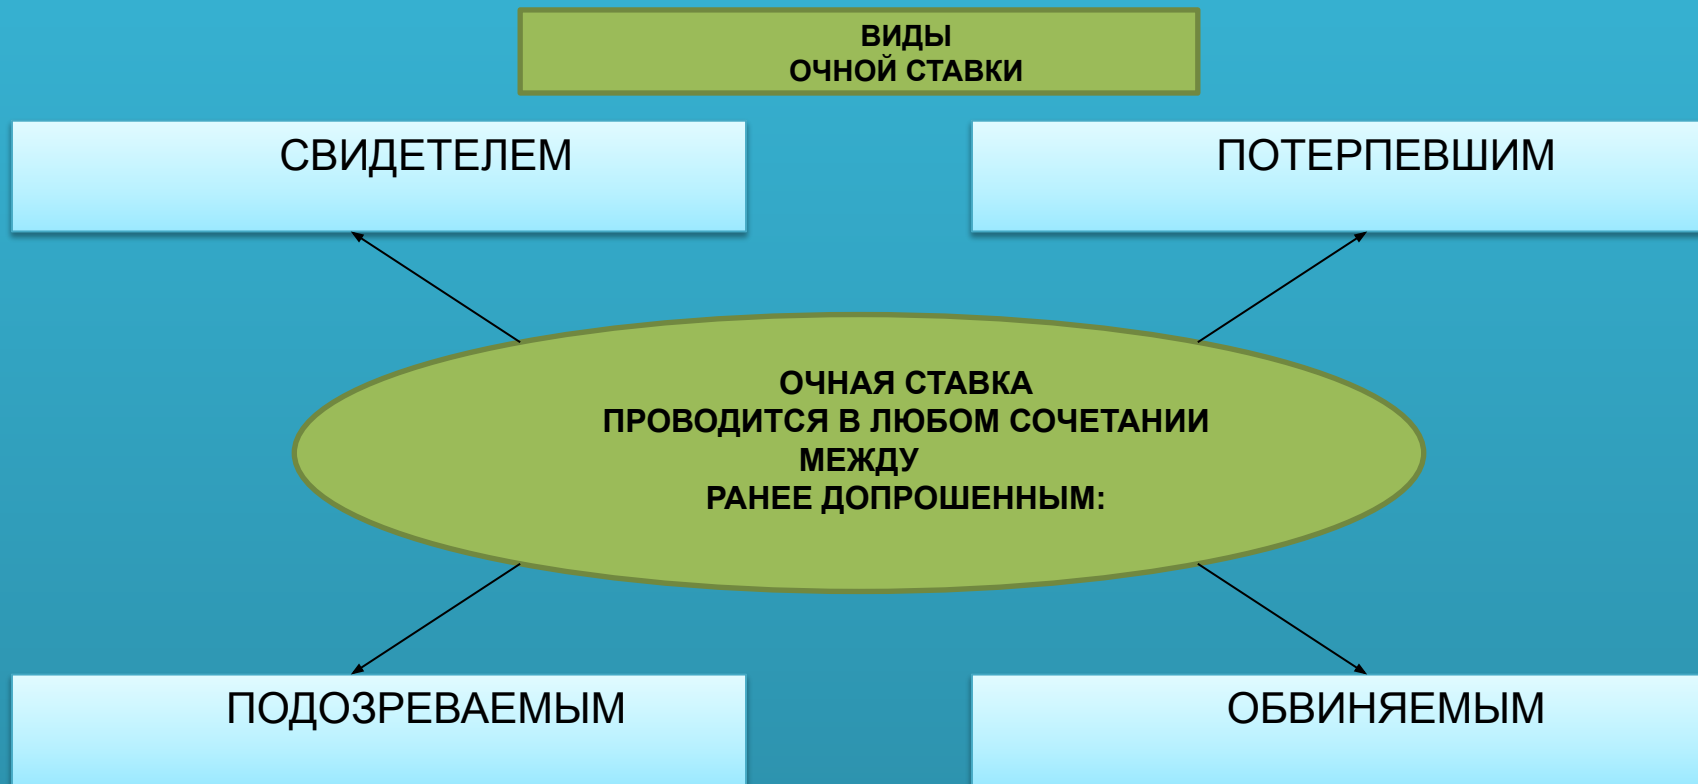 ВИДЫ
ОЧНОЙ СТАВКИ
СВИДЕТЕЛЕМ
ПОТЕРПЕВШИМ
ОЧНАЯ СТАВКА
ПРОВОДИТСЯ В ЛЮБОМ СОЧЕТАНИИ
МЕЖДУ
РАНЕЕ ДОПРОШЕННЫМ:
ПОДОЗРЕВАЕМЫМ
ОБВИНЯЕМЫМ